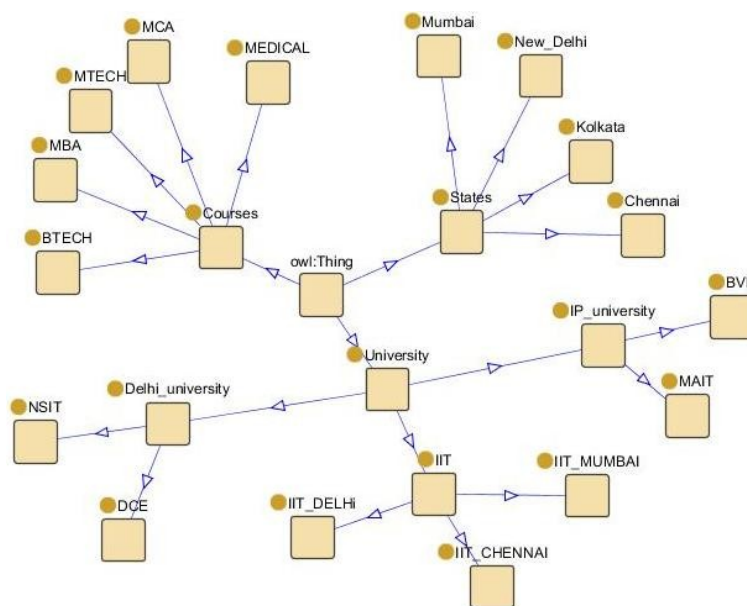 MCA
Mumbai
New_Delhi
MEDICAL
MTECH
Kolkata
MBA
States
Chennai
Courses
BTECH
owl:Thing
IP_university
University
Delhi_university
MAIT
NSIT
IIT
IIT_MUMBAI
IIT_DELHi
DCE
IIT_CHENNAI